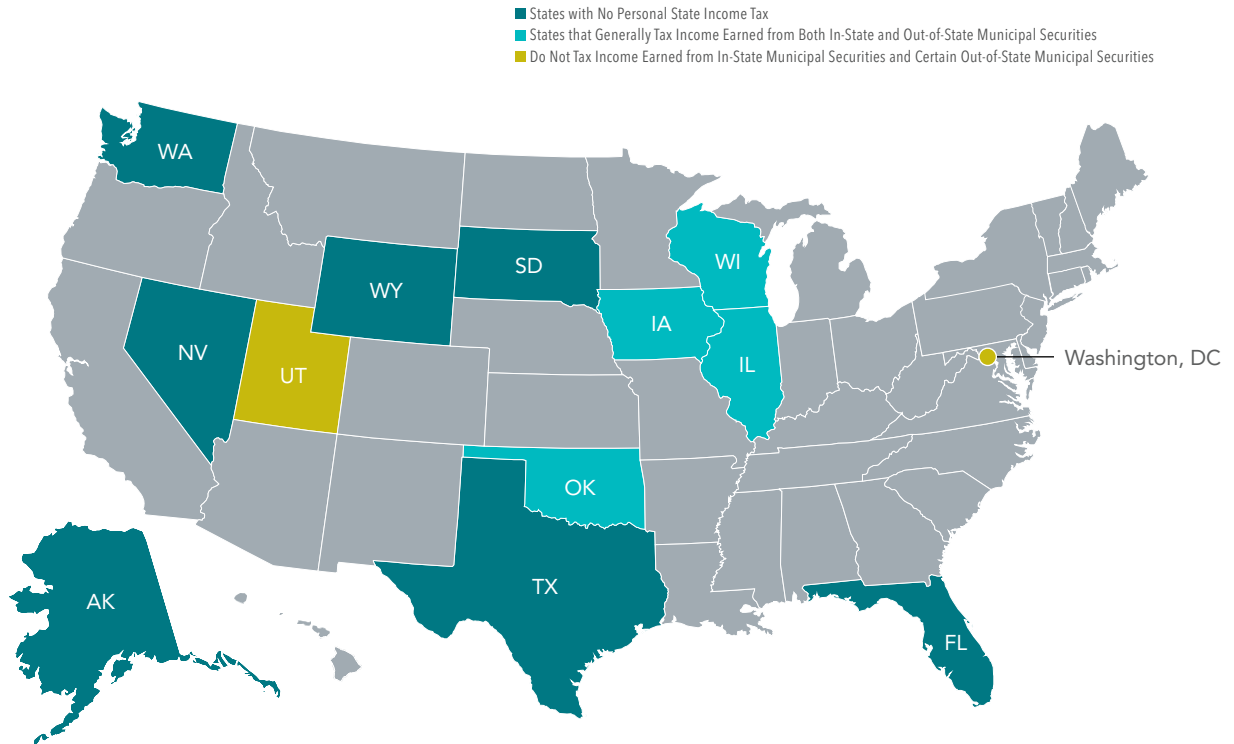 States with No Personal State Income Tax
States that Generally Tax Income Earned from Both In-State and Out-of-State Municipal Securities
Do Not Tax Income Earned from In-State Municipal Securities and Certain Out-of-State Municipal Securities
WA
SD
WI
WY
IA
NV
Washington, DC
IL
UT
OK
TX
AK
FL